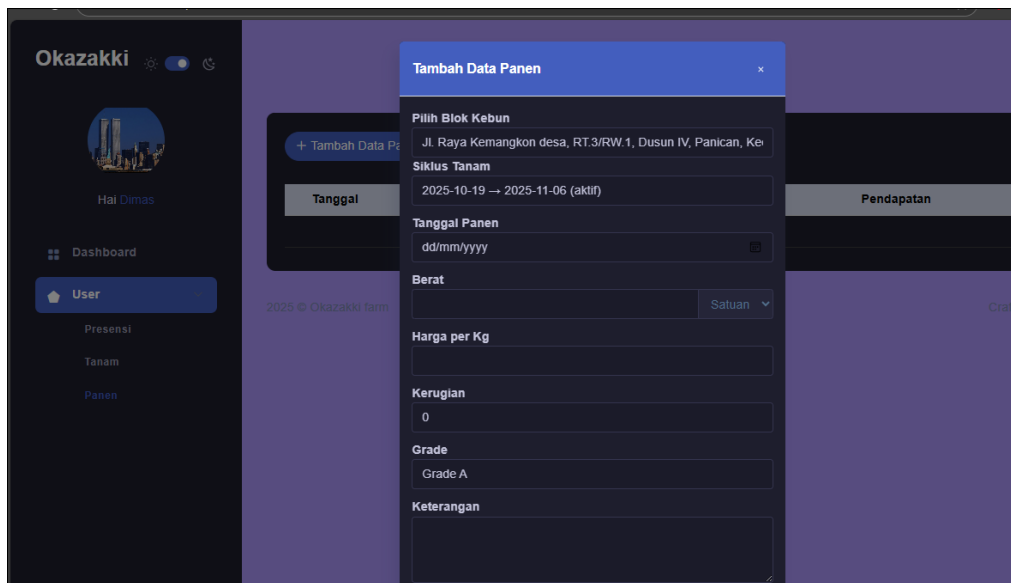 Okazakki
Hai Dimas
Dashboard
User
Presensi
Tanam
Panen
+ Tambah Data Pa
Tanggal
Pendapatan
2025 © Okazakki farm
Cra
Tambah Data Panen
×
Pilih Blok Kebun
Jl. Raya Kemangkon desa, RT.3/RW.1, Dusun IV, Panican, Kec
Siklus Tanam
2025-10-19 → 2025-11-06 (aktif)
Tanggal Panen
dd/mm/yyyy
Berat
Satuan
Harga per Kg
Kerugian
0
Grade
Grade A
Keterangan